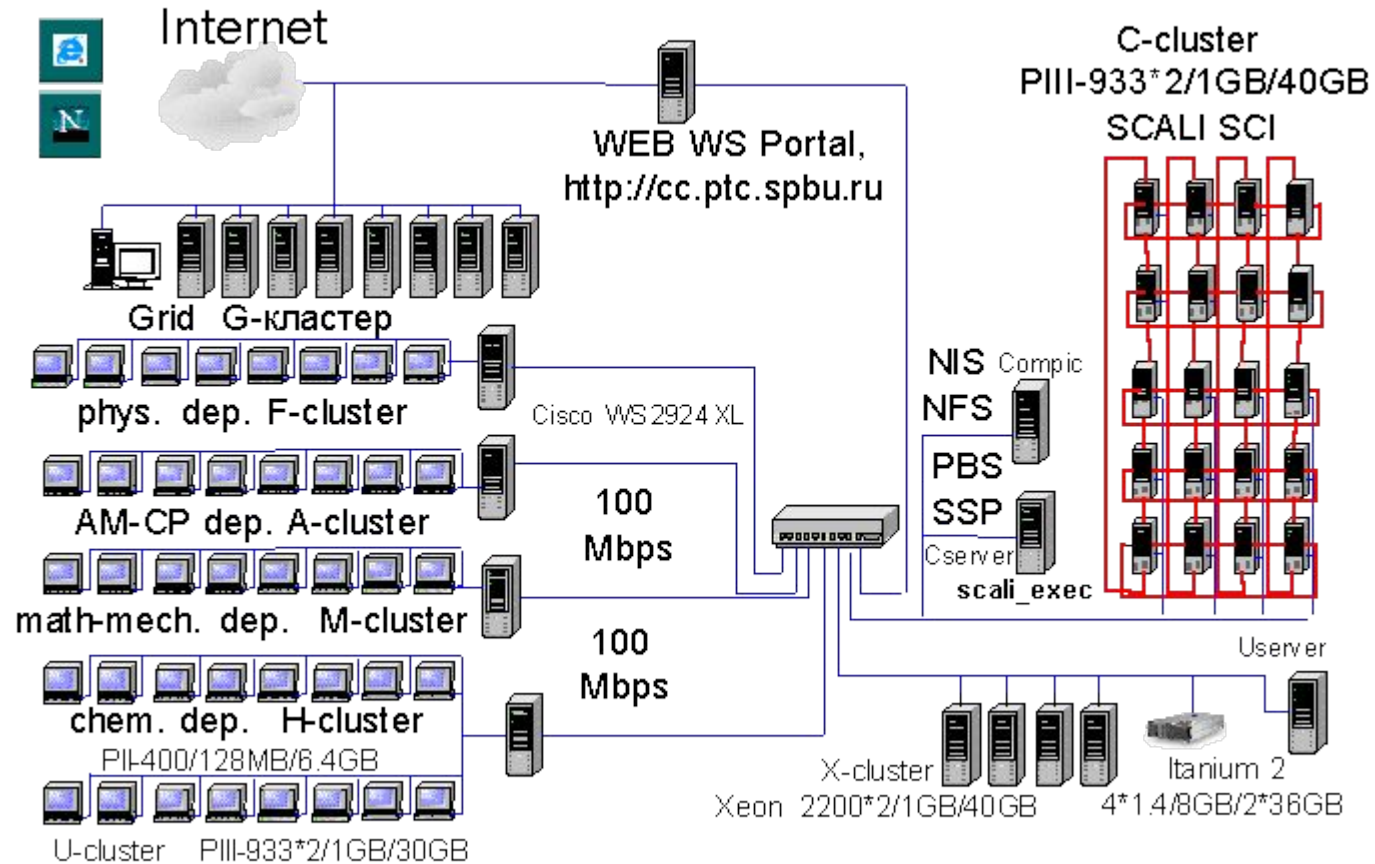 Internet
N
WEB WS Portal,
http://cc.ptc.spbu.ru
C-cluster
PIII-933*2/1GB/40GB
SCALI SCI
Grid G-кластер
phys. dep. F-cluster
Cisco WS2924 XL
AM-CP dep. A-cluster
100
Mbps
math-mech. dep. M-cluster
100
Mbps
chem. dep. H-cluster
PII-400/128MB/6.4GB
U-cluster PIII-933*2/1GB/30GB
NIS Compic
NFS
PBS
SSP
Cserver
scali_exec
Userver
X-cluster
Xeon 2200*2/1GB/40GB
Itanium 2
4*1.4/8GB/2*36GB